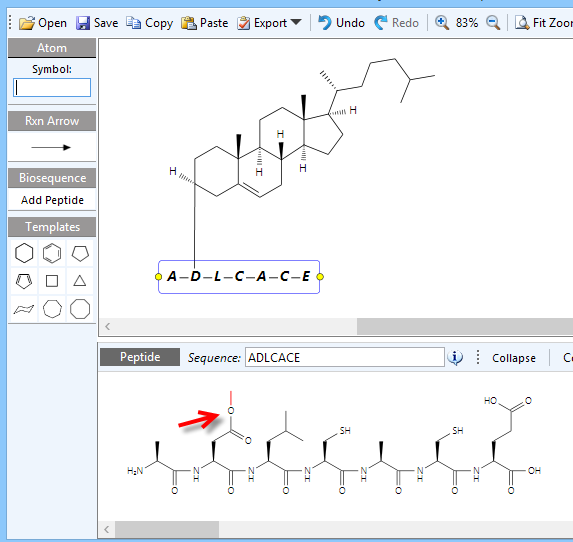 Open Save Copy Paste Export Undo Redo 83% Fit Zoo
Atom
Symbol:
Rxn Arrow
Biosequence
Add Peptide
Templates
H
H
H
H
H
A–D–L–C–A–C–E
Peptide Sequence: ADLCACE Collapse
O
O
H₂N
O
N
H
O
N
H
O
SH
N
H
O
N
H
O
SH
N
H
O
N
H
HO
O
O
OH